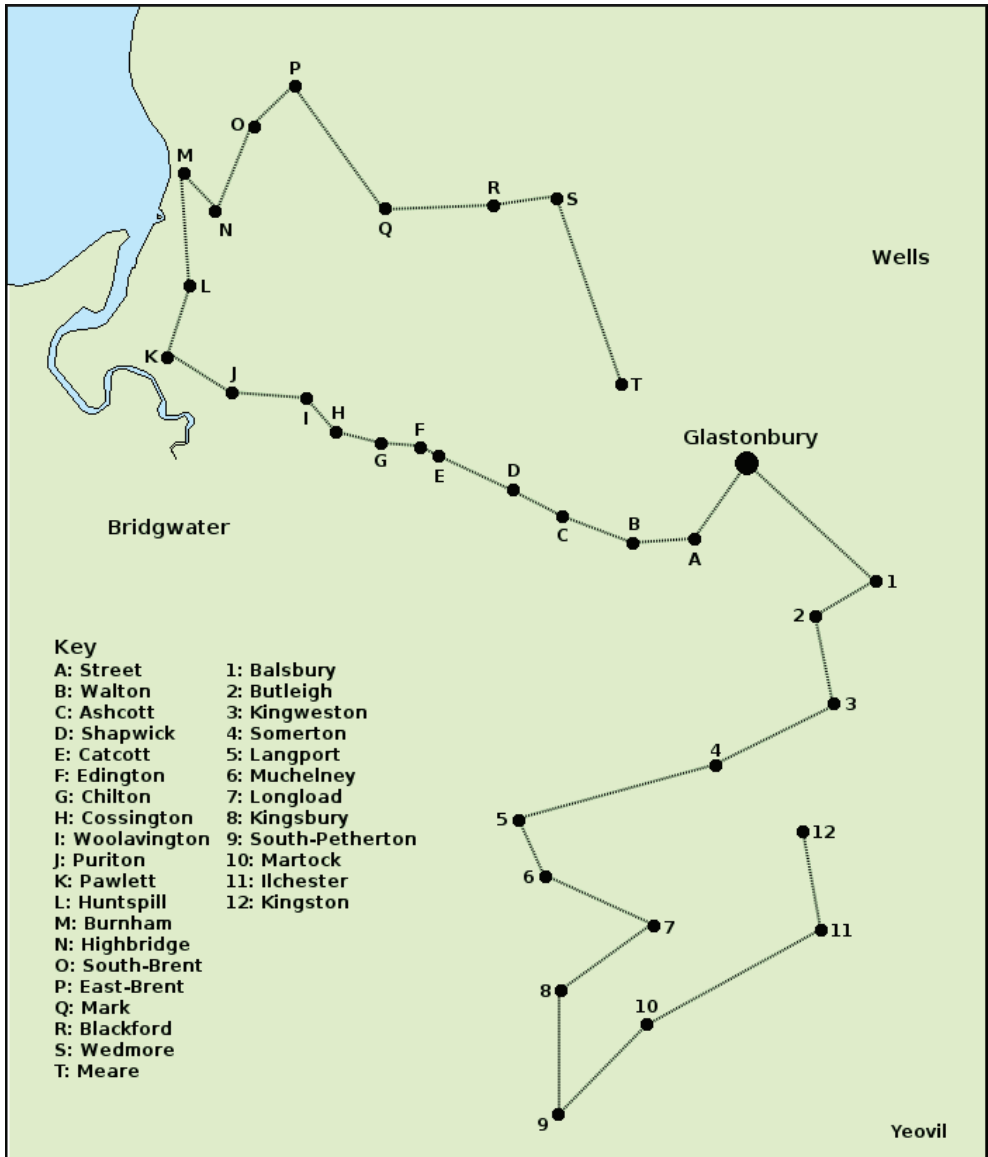 P
O
M
R
S
N
Q
Wells
L
K
J
T
I
H
F
Glastonbury
G
E
D
C
B
A
Bridgwater
1
2
Key
A: Street 1: Balsbury
B: Walton 2: Butleigh
C: Ashcott 3: Kingweston
D: Shapwick 4: Somerton
E: Catcott 5: Langport
F: Edington 6: Muchelney
G: Chilton 7: Longload
H: Cossington 8: Kingsbury
I: Woolavington 9: South-Petherton
J: Puriton 10: Martock
K: Pawlett 11: Ilchester
L: Huntspill 12: Kingston
M: Burnham
N: Highbridge
O: South-Brent
P: East-Brent
Q: Mark
R: Blackford
S: Wedmore
T: Meare
3
4
5
12
6
7
11
8
10
9
Yeovil